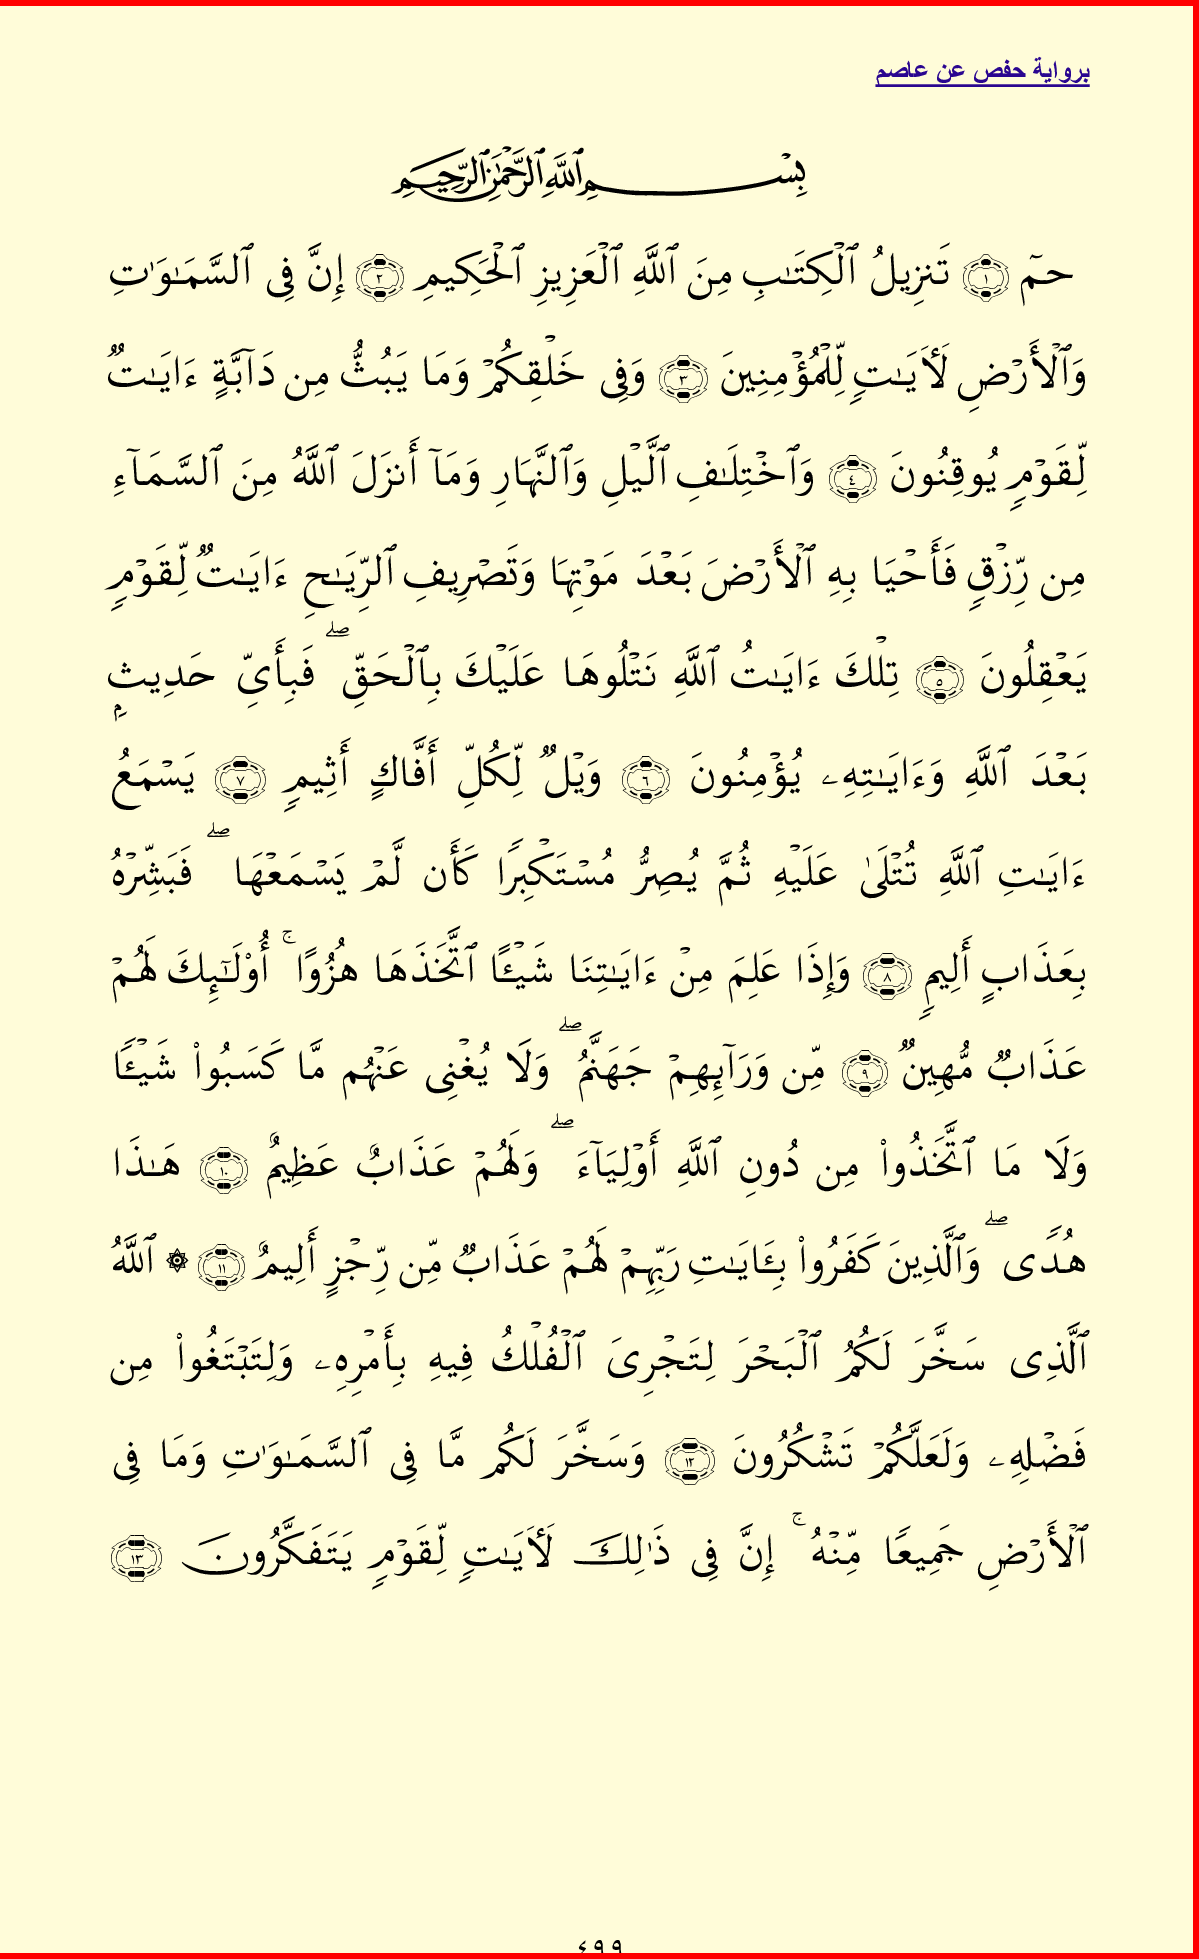 برواية حفص عن عاصم
بِسْمِ ٱللَّهِ ٱلرَّحْمَـٰنِ ٱلرَّحِيمِ
حمٓ ١ تَنزِيلُ ٱلْكِتَـٰبِ مِنَ ٱللَّهِ ٱلْعَزِيزِ ٱلْحَكِيمِ ٢ إِنَّ فِى ٱلسَّمَـٰوَٰتِ
وَٱلْأَرْضِ لَـَٔايَـٰتٍ لِّلْمُؤْمِنِينَ ٣ وَفِى خَلْقِكُمْ وَمَا يَبُثُّ مِن دَآبَّةٍ ءَايَـٰتٌ
لِّقَوْمٍ يُوقِنُونَ ٤ وَٱخْتِلَـٰفِ ٱلَّيْلِ وَٱلنَّهَارِ وَمَآ أَنزَلَ ٱللَّهُ مِنَ ٱلسَّمَآءِ
مِن رِّزْقٍ فَأَحْيَا بِهِ ٱلْأَرْضَ بَعْدَ مَوْتِهَا وَتَصْرِيفِ ٱلرِّيَـٰحِ ءَايَـٰتٌ لِّقَوْمٍ
يَعْقِلُونَ ٥ تِلْكَ ءَايَـٰتُ ٱللَّهِ نَتْلُوهَا عَلَيْكَ بِٱلْحَقِّ ۖ فَبِأَىِّ حَدِيثٍۭ
بَعْدَ ٱللَّهِ وَءَايَـٰتِهِۦ يُؤْمِنُونَ ٦ وَيْلٌ لِّكُلِّ أَفَّاكٍ أَثِيمٍ ٧ يَسْمَعُ
ءَايَـٰتِ ٱللَّهِ تُتْلَىٰ عَلَيْهِ ثُمَّ يُصِرُّ مُسْتَكْبِرًا كَأَن لَّمْ يَسْمَعْهَا ۖ فَبَشِّرْهُ
بِعَذَابٍ أَلِيمٍ ٨ وَإِذَا عَلِمَ مِنْ ءَايَـٰتِنَا شَيْـًٔا ٱتَّخَذَهَا هُزُوًا ۚ أُو۟لَـٰٓئِكَ لَهُمْ
عَذَابٌ مُّهِينٌ ٩ مِّن وَرَآئِهِمْ جَهَنَّمُ ۖ وَلَا يُغْنِى عَنْهُم مَّا كَسَبُوا۟ شَيْـًٔا
وَلَا مَا ٱتَّخَذُوا۟ مِن دُونِ ٱللَّهِ أَوْلِيَآءَ ۖ وَلَهُمْ عَذَابٌ عَظِيمٌ ١٠ هَـٰذَا
هُدًى ۖ وَٱلَّذِينَ كَفَرُوا۟ بِـَٔايَـٰتِ رَبِّهِمْ لَهُمْ عَذَابٌ مِّن رِّجْزٍ أَلِيمٌ ١١ ۞ ٱللَّهُ
ٱلَّذِى سَخَّرَ لَكُمُ ٱلْبَحْرَ لِتَجْرِىَ ٱلْفُلْكُ فِيهِ بِأَمْرِهِۦ وَلِتَبْتَغُوا۟ مِن
فَضْلِهِۦ وَلَعَلَّكُمْ تَشْكُرُونَ ١٢ وَسَخَّرَ لَكُم مَّا فِى ٱلسَّمَـٰوَٰتِ وَمَا فِى
ٱلْأَرْضِ جَمِيعًا مِّنْهُ ۚ إِنَّ فِى ذَٰلِكَ لَـَٔايَـٰتٍ لِّقَوْمٍ يَتَفَكَّرُونَ ١٣
٤٩٩